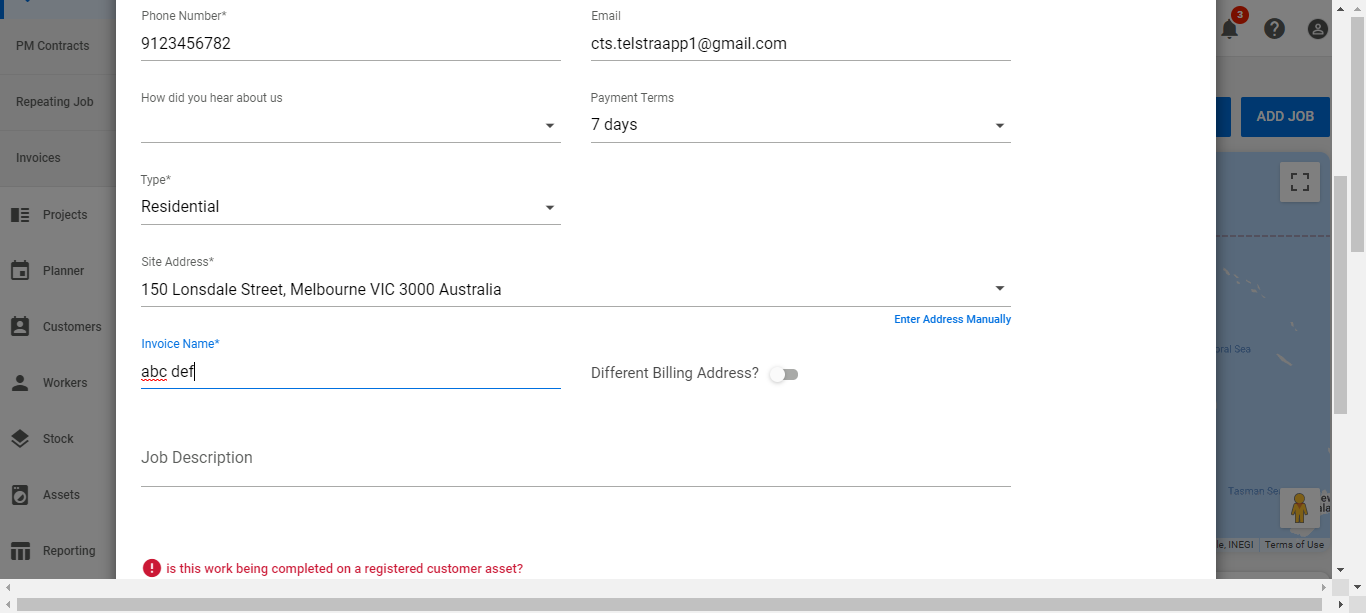 PM Contracts
Repeating Job
Invoices
Projects
Planner
Customers
Workers
Stock
Assets
Reporting
Phone Number*
9123456782
Email
cts.telstraapp1@gmail.com
How did you hear about us
Payment Terms
7 days
Type*
Residential
Site Address*
150 Lonsdale Street, Melbourne VIC 3000 Australia
Enter Address Manually
Invoice Name*
abc def
Different Billing Address?
Job Description
! is this work being completed on a registered customer asset?
3
?
ADD JOB
Sea
Tasman
INEGI
Terms of Use